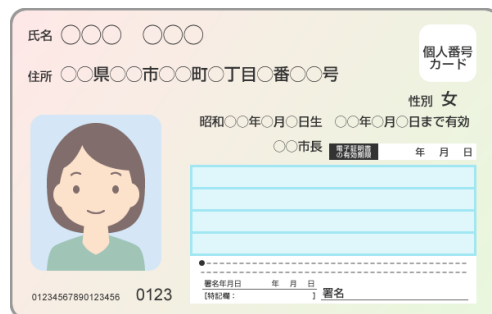 氏名 ○○○ ○○○
個人番号
カード
住所 ○○県○○市○○町○丁目○番○○号
性別 女
昭和○○年○月○日生 ○○年○月○日まで有効
○○市長 電子証明書の有効期限 年 月 日
署名年月日 年 月 日
[特記欄: ] 署名
01234567890123456 0123